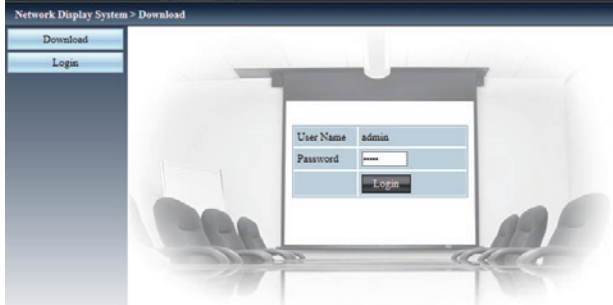 Network Display System > Download
Download
Login
User Name admin
Password •••••
Login